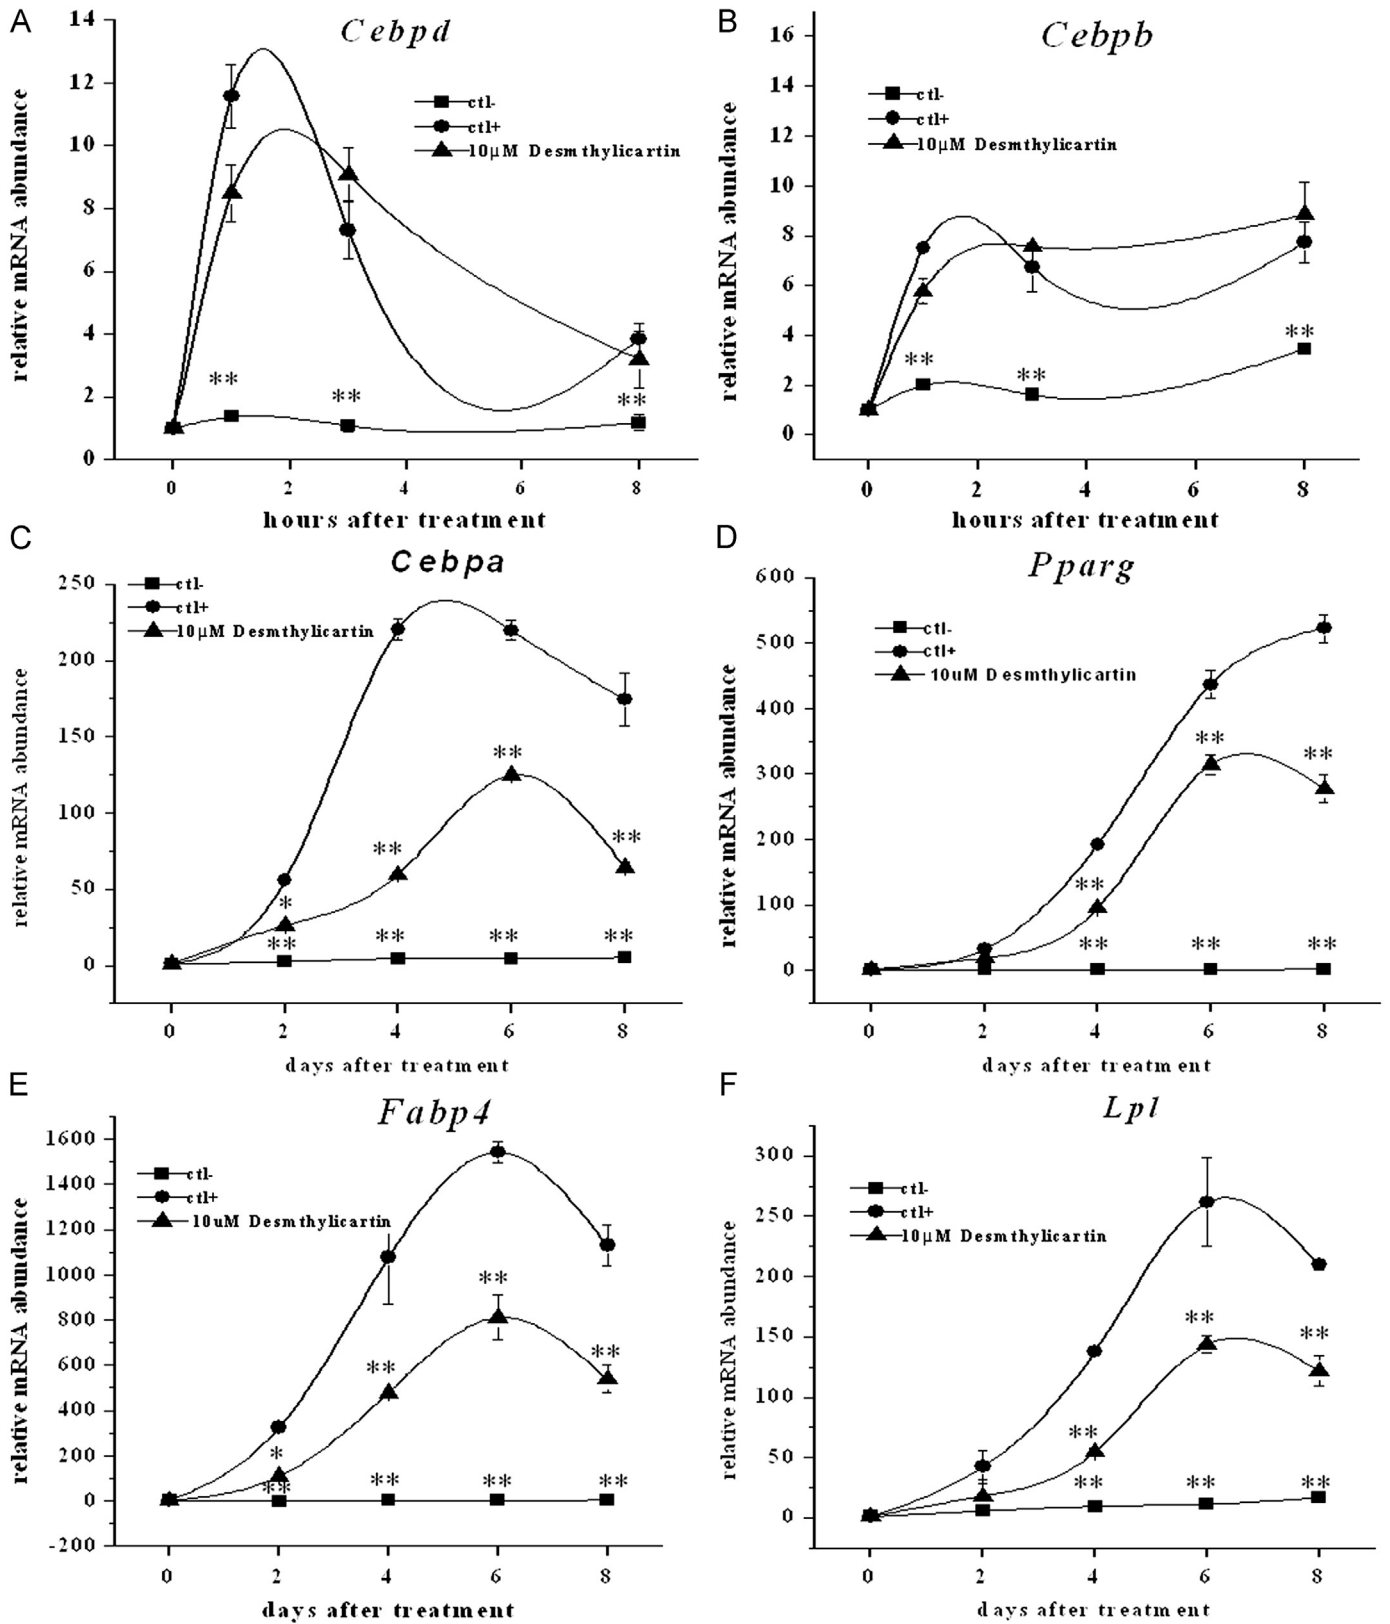 A
Cebpd
14
12
10
8
6
4
2
0
relative mRNA abundance
ctl-
ctl+
10μM Desmthylicartin
**
**
**
0 2 4 6 8
hours after treatment
B
Cebpb
16
14
12
10
8
6
4
2
0
relative mRNA abundance
ctl-
ctl+
10μM Desmthylicartin
**
**
**
0 2 4 6 8
hours after treatment
C
Cebpa
250
200
150
100
50
0
relative mRNA abundance
ctl-
ctl+
10μM Desmthylicartin
**
**
**
*
** ** ** **
0 2 4 6 8
days after treatment
D
Pparg
600
500
400
300
200
100
0
relative mRNA abundance
ctl-
ctl+
10uM Desmthylicartin
**
**
**
** ** **
0 2 4 6 8
days after treatment
E
Fabp4
1600
1400
1200
1000
800
600
400
200
0
-200
relative mRNA abundance
ctl-
ctl+
10uM Desmthylicartin
**
**
**
*
** ** ** **
0 2 4 6 8
days after treatment
F
Lpl
300
250
200
150
100
50
0
relative mRNA abundance
ctl-
ctl+
10μM Desmthylicartin
**
**
**
** ** **
0 2 4 6 8
days after treatment